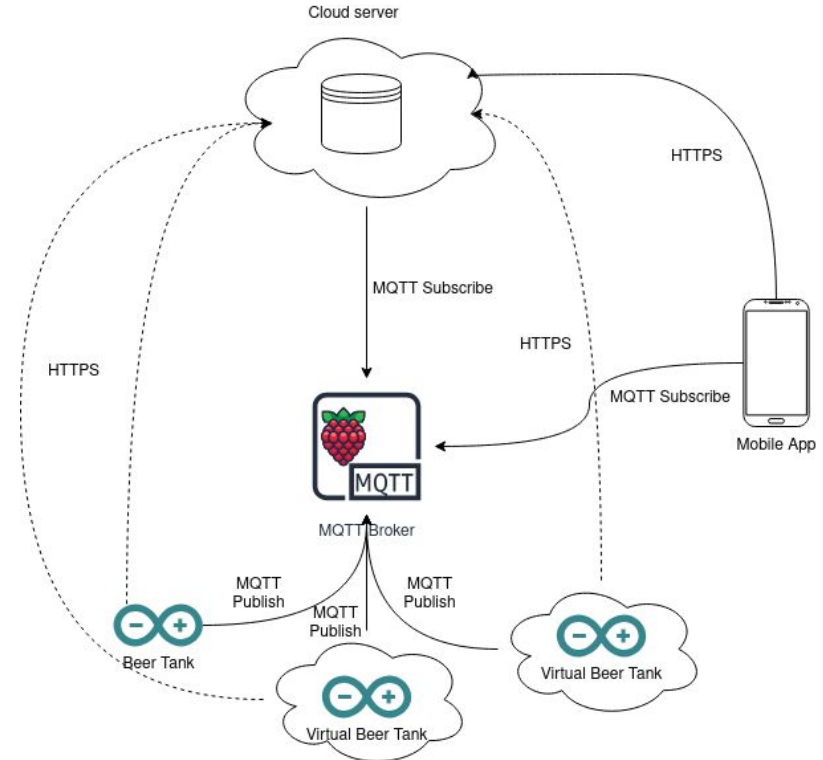 Cloud server
HTTPS
MQTT Subscribe
HTTPS
HTTPS
MQTT Subscribe
Mobile App
MQTT
MQTT Broker
MQTT
Publish
MQTT
Publish
MQTT
Publish
Beer Tank
Virtual Beer Tank
Virtual Beer Tank